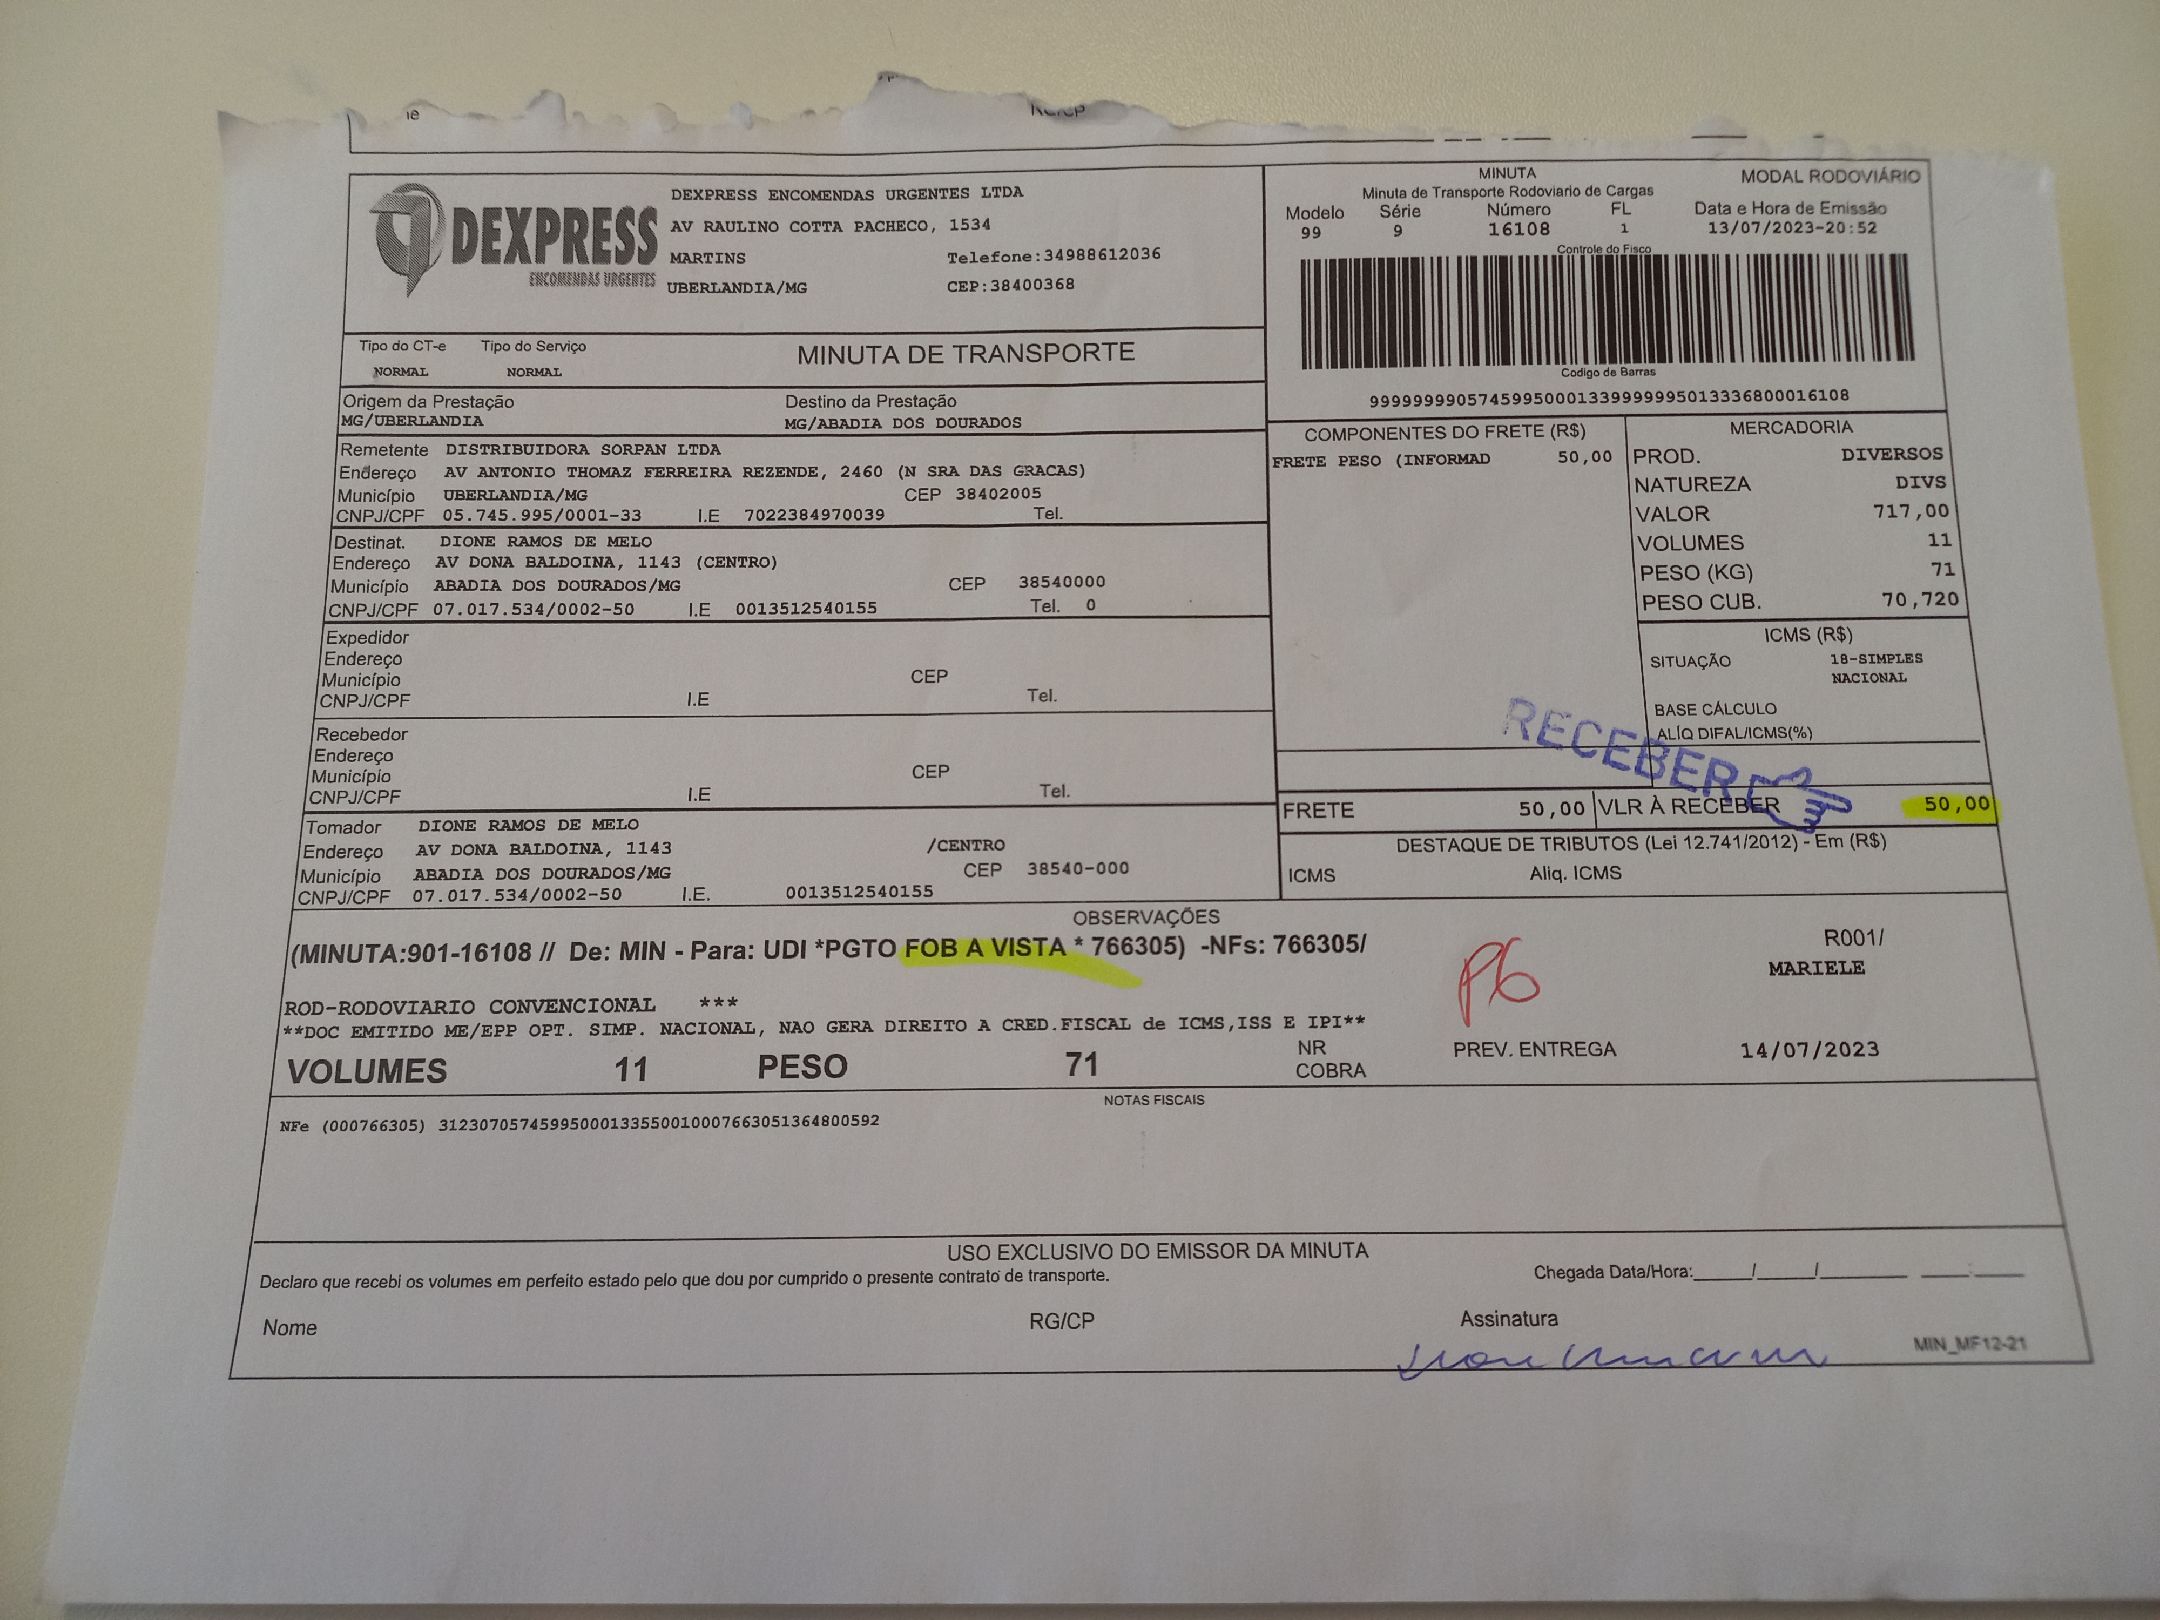 DEXPRESS
ENCOMENDAS URGENTES
DEXPRESS ENCOMENDAS URGENTES LTDA
AV RAULINO COTTA PACHECO, 1534
MARTINS Telefone:34988612036
UBERLANDIA/MG CEP:38400368
MINUTA MODAL RODOVIÁRIO
Minuta de Transporte Rodoviario de Cargas
Modelo Série Número FL Data e Hora de Emissão
99 9 16108 1 13/07/2023-20:52
Controle do Fisco
Codigo de Barras
Tipo do CT-e Tipo do Serviço MINUTA DE TRANSPORTE
NORMAL NORMAL
Origem da Prestação Destino da Prestação
MG/UBERLANDIA MG/ABADIA DOS DOURADOS
Remetente DISTRIBUIDORA SORPAN LTDA
Endereço AV ANTONIO THOMAZ FERREIRA REZENDE, 2460 (N SRA DAS GRACAS)
Município UBERLANDIA/MG CEP 38402005
CNPJ/CPF 05.745.995/0001-33 I.E 7022384970039 Tel.
Destinat. DIONE RAMOS DE MELO
Endereço AV DONA BALDOINA, 1143 (CENTRO)
Município ABADIA DOS DOURADOS/MG CEP 38540000
CNPJ/CPF 07.017.534/0002-50 I.E 0013512540155 Tel. 0
Expedidor
Endereço
Município CEP
CNPJ/CPF I.E Tel.
Recebedor
Endereço
Município CEP
CNPJ/CPF I.E Tel.
Tomador DIONE RAMOS DE MELO
Endereço AV DONA BALDOINA, 1143 /CENTRO
Município ABADIA DOS DOURADOS/MG CEP 38540-000
CNPJ/CPF 07.017.534/0002-50 I.E. 0013512540155
COMPONENTES DO FRETE (R$)
FRETE PESO (INFORMAD 50,00
MERCADORIA
PROD. DIVERSOS
NATUREZA DIVS
VALOR 717,00
VOLUMES 11
PESO (KG) 71
PESO CUB. 70,720
ICMS (R$)
SITUAÇÃO 18-SIMPLES
NACIONAL
BASE CÁLCULO
ALÍQ DIFAL/ICMS(%)
RECEBER
FRETE 50,00 VLR À RECEBER 50,00
DESTAQUE DE TRIBUTOS (Lei 12.741/2012) - Em (R$)
ICMS Aliq. ICMS
OBSERVAÇÕES
(MINUTA:901-16108 // De: MIN - Para: UDI *PGTO FOB A VISTA * 766305) -NFs: 766305/
R001/
MARIELE
ROD-RODOVIARIO CONVENCIONAL ***
**DOC EMITIDO ME/EPP OPT. SIMP. NACIONAL, NAO GERA DIREITO A CRED.FISCAL de ICMS,ISS E IPI**
VOLUMES 11 PESO 71
NR
COBRA
PREV. ENTREGA 14/07/2023
NOTAS FISCAIS
NFe (000766305) 31230705745995000133550010007663051364800592
USO EXCLUSIVO DO EMISSOR DA MINUTA
Declaro que recebi os volumes em perfeito estado pelo que dou por cumprido o presente contrato de transporte.
Chegada Data/Hora:____/____/______ ____:____
Nome RG/CP Assinatura
MIN_MF12-21